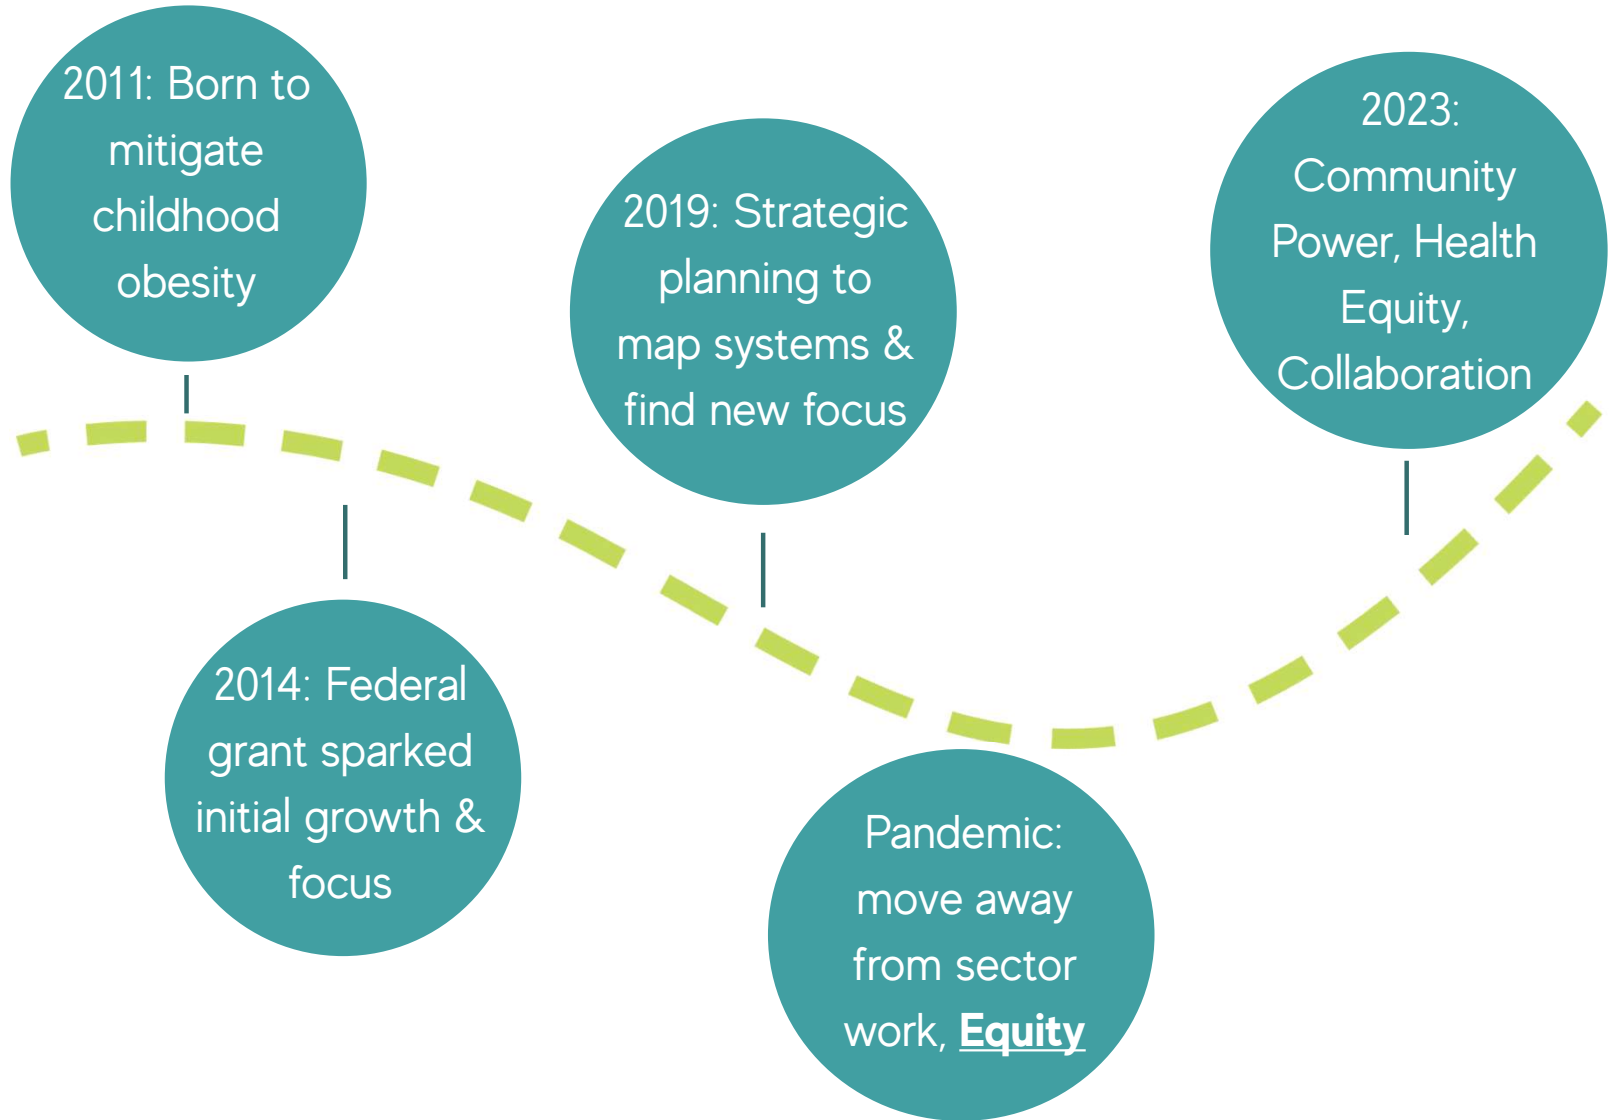 2011: Born to
mitigate
childhood
obesity
2014: Federal
grant sparked
initial growth &
focus
2019: Strategic
planning to
map systems &
find new focus
Pandemic:
move away
from sector
work, Equity
2023:
Community
Power, Health
Equity,
Collaboration